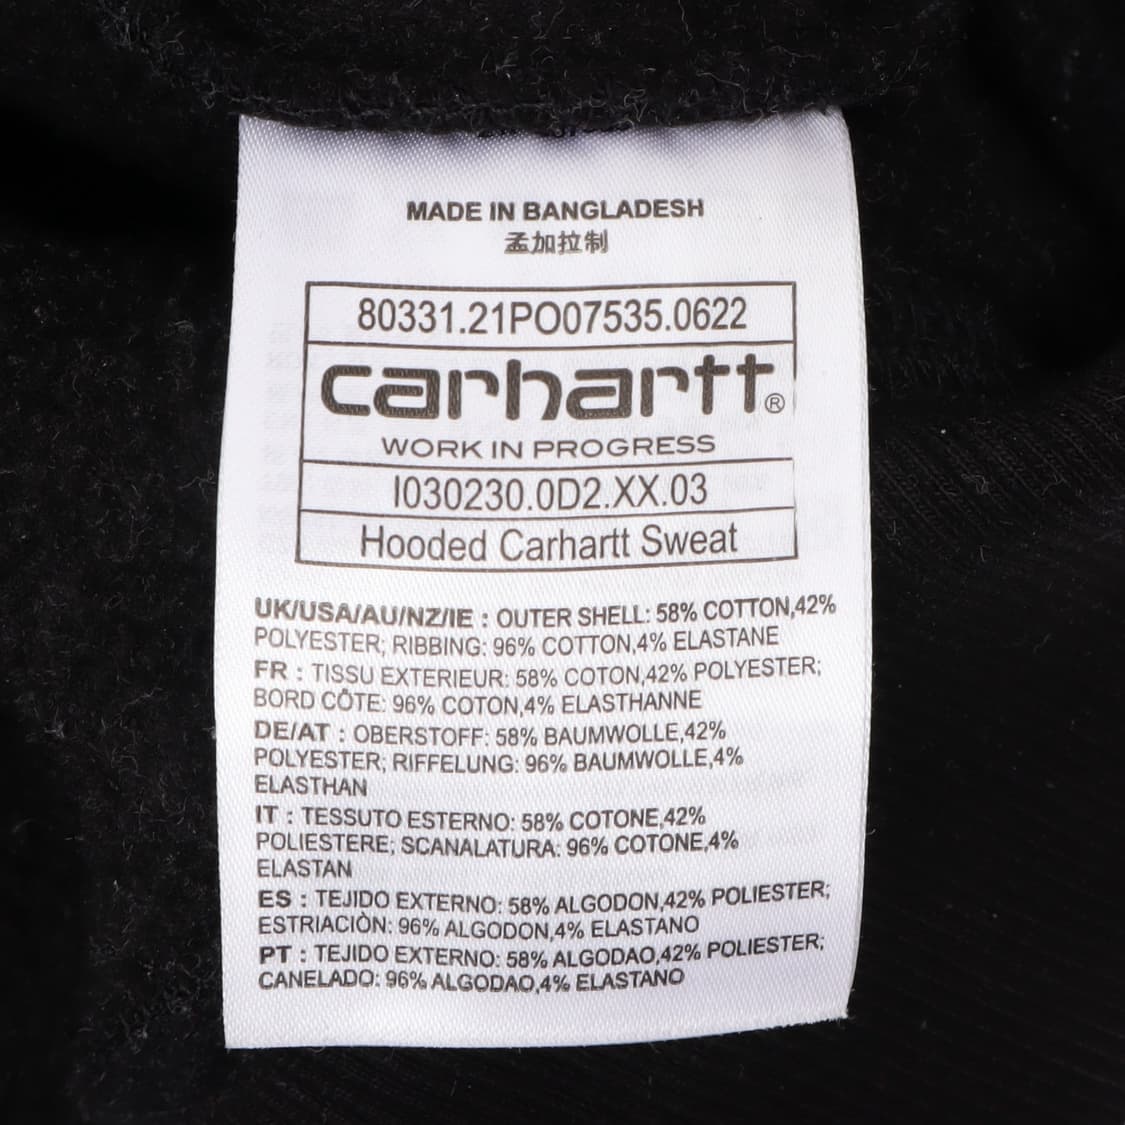 MADE IN BANGLADESH
孟加拉制
80331.21PO07535.0622
carhartt®
WORK IN PROGRESS
I030230.0D2.XX.03
Hooded Carhartt Sweat
UK/USA/AU/NZ/IE : OUTER SHELL: 58% COTTON,42%
POLYESTER; RIBBING: 96% COTTON,4% ELASTANE
FR : TISSU EXTERIEUR: 58% COTON,42% POLYESTER;
BORD CÔTE: 96% COTON,4% ELASTHANNE
DE/AT : OBERSTOFF: 58% BAUMWOLLE,42%
POLYESTER; RIFFELUNG: 96% BAUMWOLLE,4%
ELASTHAN
IT : TESSUTO ESTERNO: 58% COTONE,42%
POLIESTERE; SCANALATURA: 96% COTONE,4%
ELASTAN
ES : TEJIDO EXTERNO: 58% ALGODON,42% POLIESTER;
ESTRIACIÒN: 96% ALGODON,4% ELASTANO
PT : TEJIDO EXTERNO: 58% ALGODAO,42% POLIESTER;
CANELADO: 96% ALGODAO,4% ELASTANO